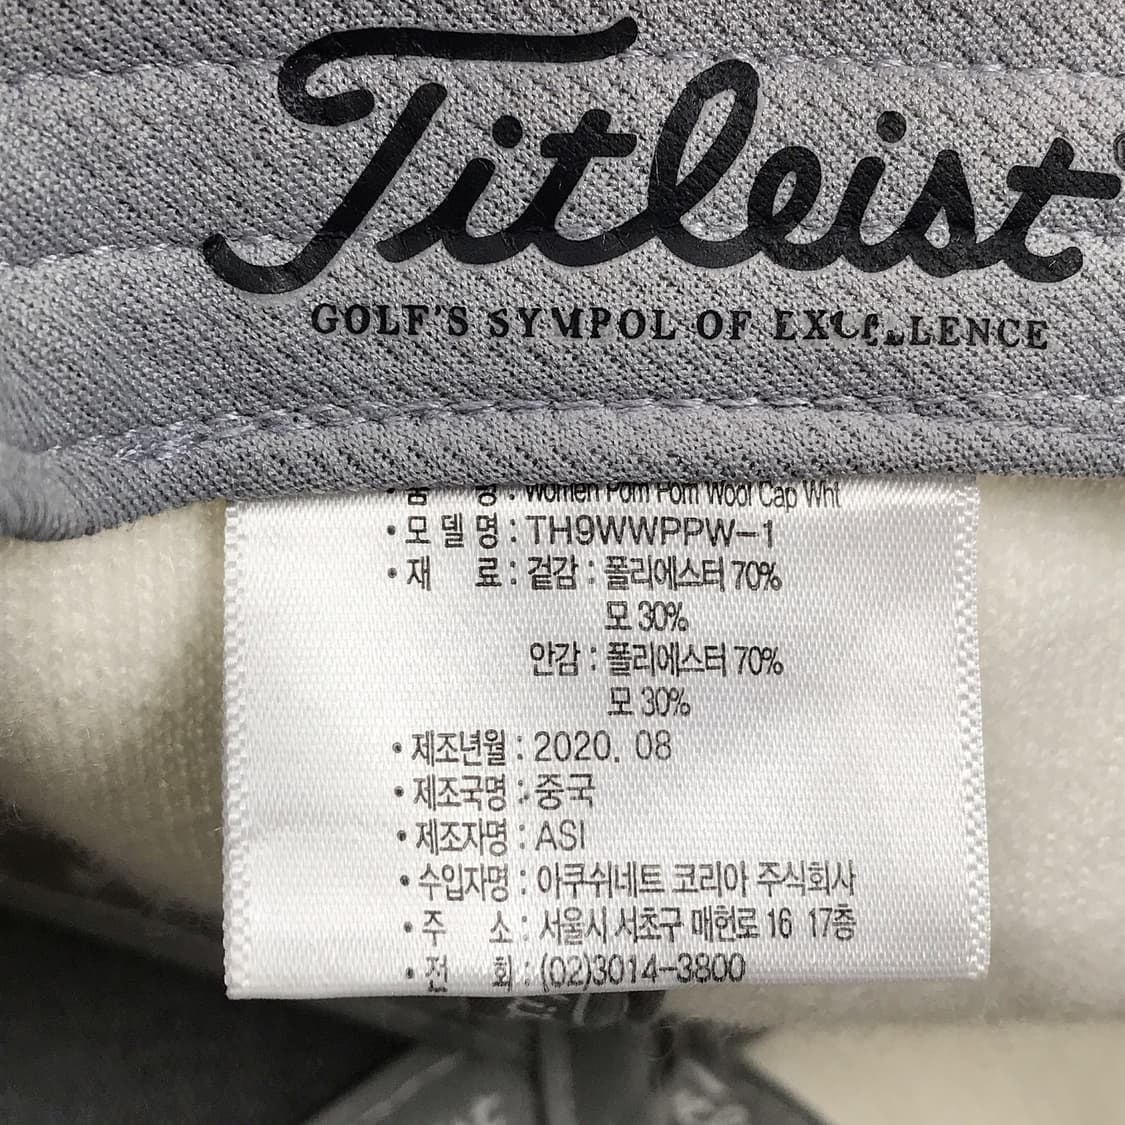 Titleist
GOLF'S SYMPOL OF EXCELLENCE
품 명 : Women Pom Pom Wool Cap Wht
• 모델명 : TH9WWPPW-1
• 재 료 : 겉감 : 폴리에스터 70%
모 30%
안감 : 폴리에스터 70%
모 30%
• 제조년월 : 2020. 08
• 제조국명 : 중국
• 제조자명 : ASI
• 수입자명 : 아쿠쉬네트 코리아 주식회사
• 주 소 : 서울시 서초구 매헌로 16 17층
• 전 화 : (02)3014-3800